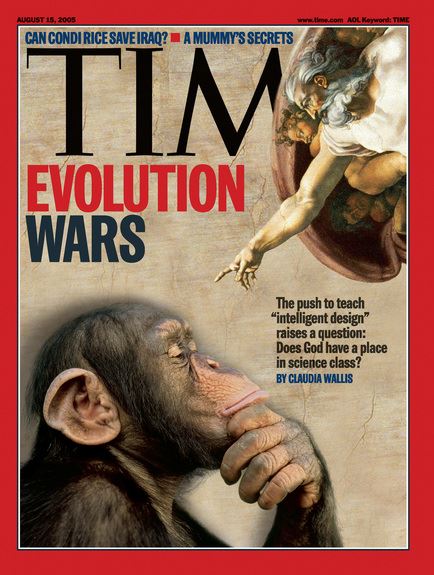 AUGUST 15, 2005
www.time.com AOL Keyword: TIME
CAN CONDI RICE SAVE IRAQ? ■ A MUMMY'S SECRETS
TIM
EVOLUTION
WARS
The push to teach
“intelligent design”
raises a question:
Does God have a place
in science class?
BY CLAUDIA WALLIS